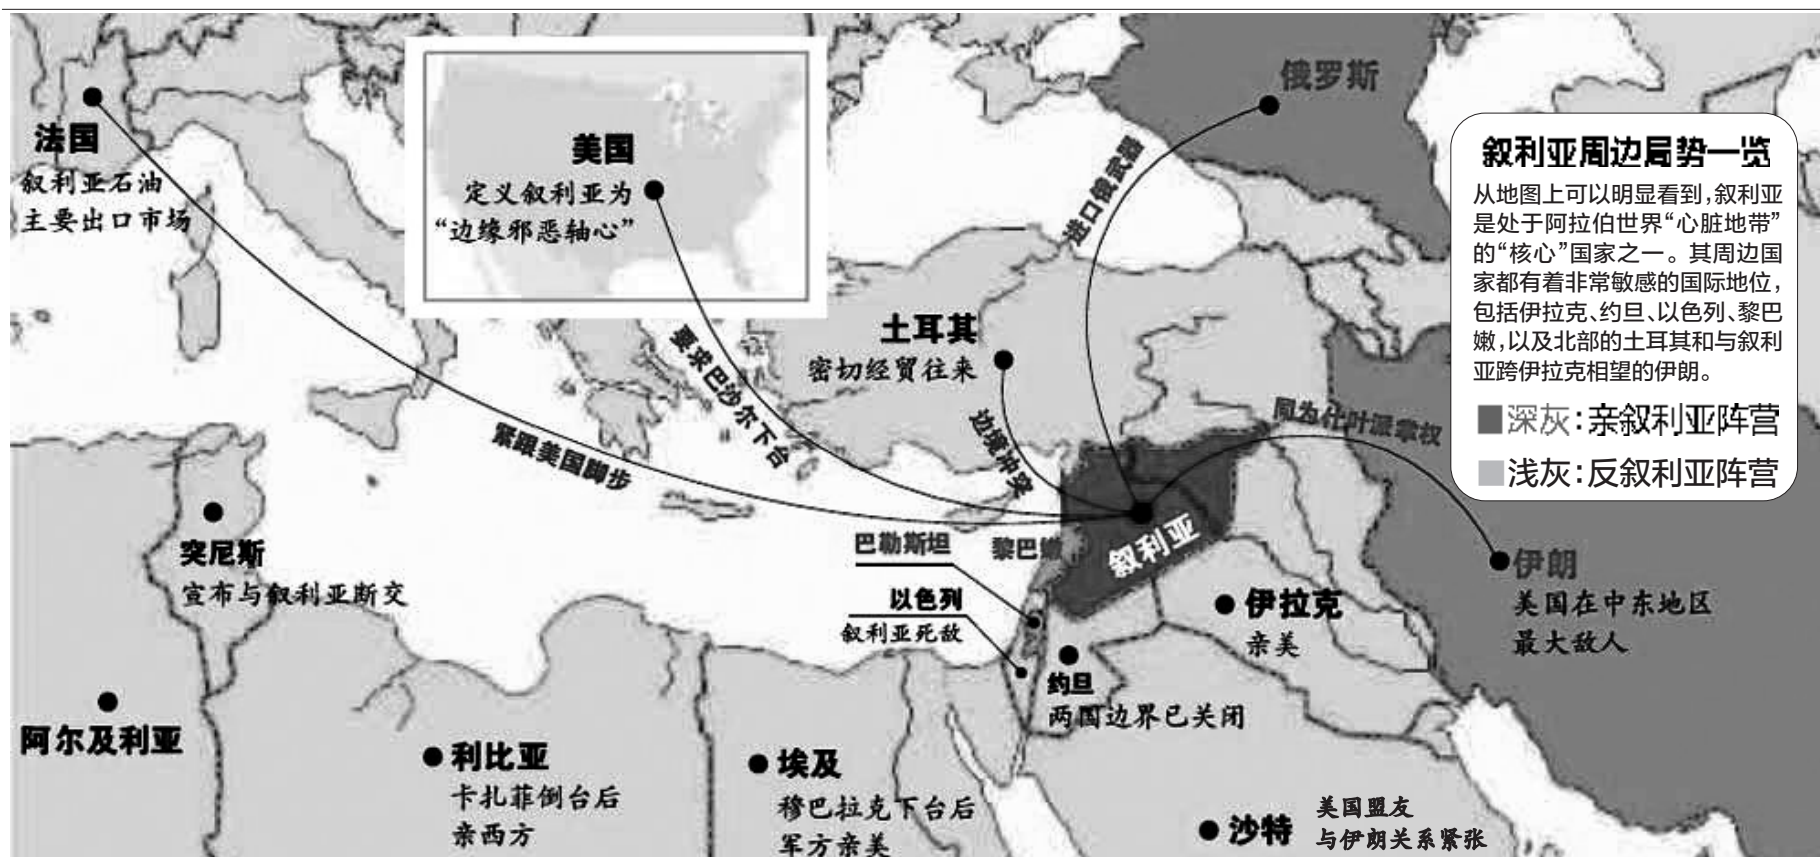 法国
叙利亚石油
主要出口市场
美国
定义叙利亚为
“边缘邪恶轴心”
俄罗斯
进口俄武器
叙利亚周边局势一览
从地图上可以明显看到，叙利亚
是处于阿拉伯世界“心脏地带”
的“核心”国家之一。其周边国
家都有着非常敏感的国际地位，
包括伊拉克、约旦、以色列、黎巴
嫩，以及北部的土耳其和与叙利
亚跨伊拉克相望的伊朗。
深灰：亲叙利亚阵营
浅灰：反叙利亚阵营
土耳其
密切经贸往来
要求巴沙尔下台
紧跟美国脚步
边境冲突
同为什叶派掌权
突尼斯
宣布与叙利亚断交
巴勒斯坦
黎巴嫩
叙利亚
以色列
叙利亚死敌
伊拉克
亲美
伊朗
美国在中东地区
最大敌人
约旦
两国边界已关闭
阿尔及利亚
利比亚
卡扎菲倒台后
亲西方
埃及
穆巴拉克下台后
军方亲美
沙特
美国盟友
与伊朗关系紧张